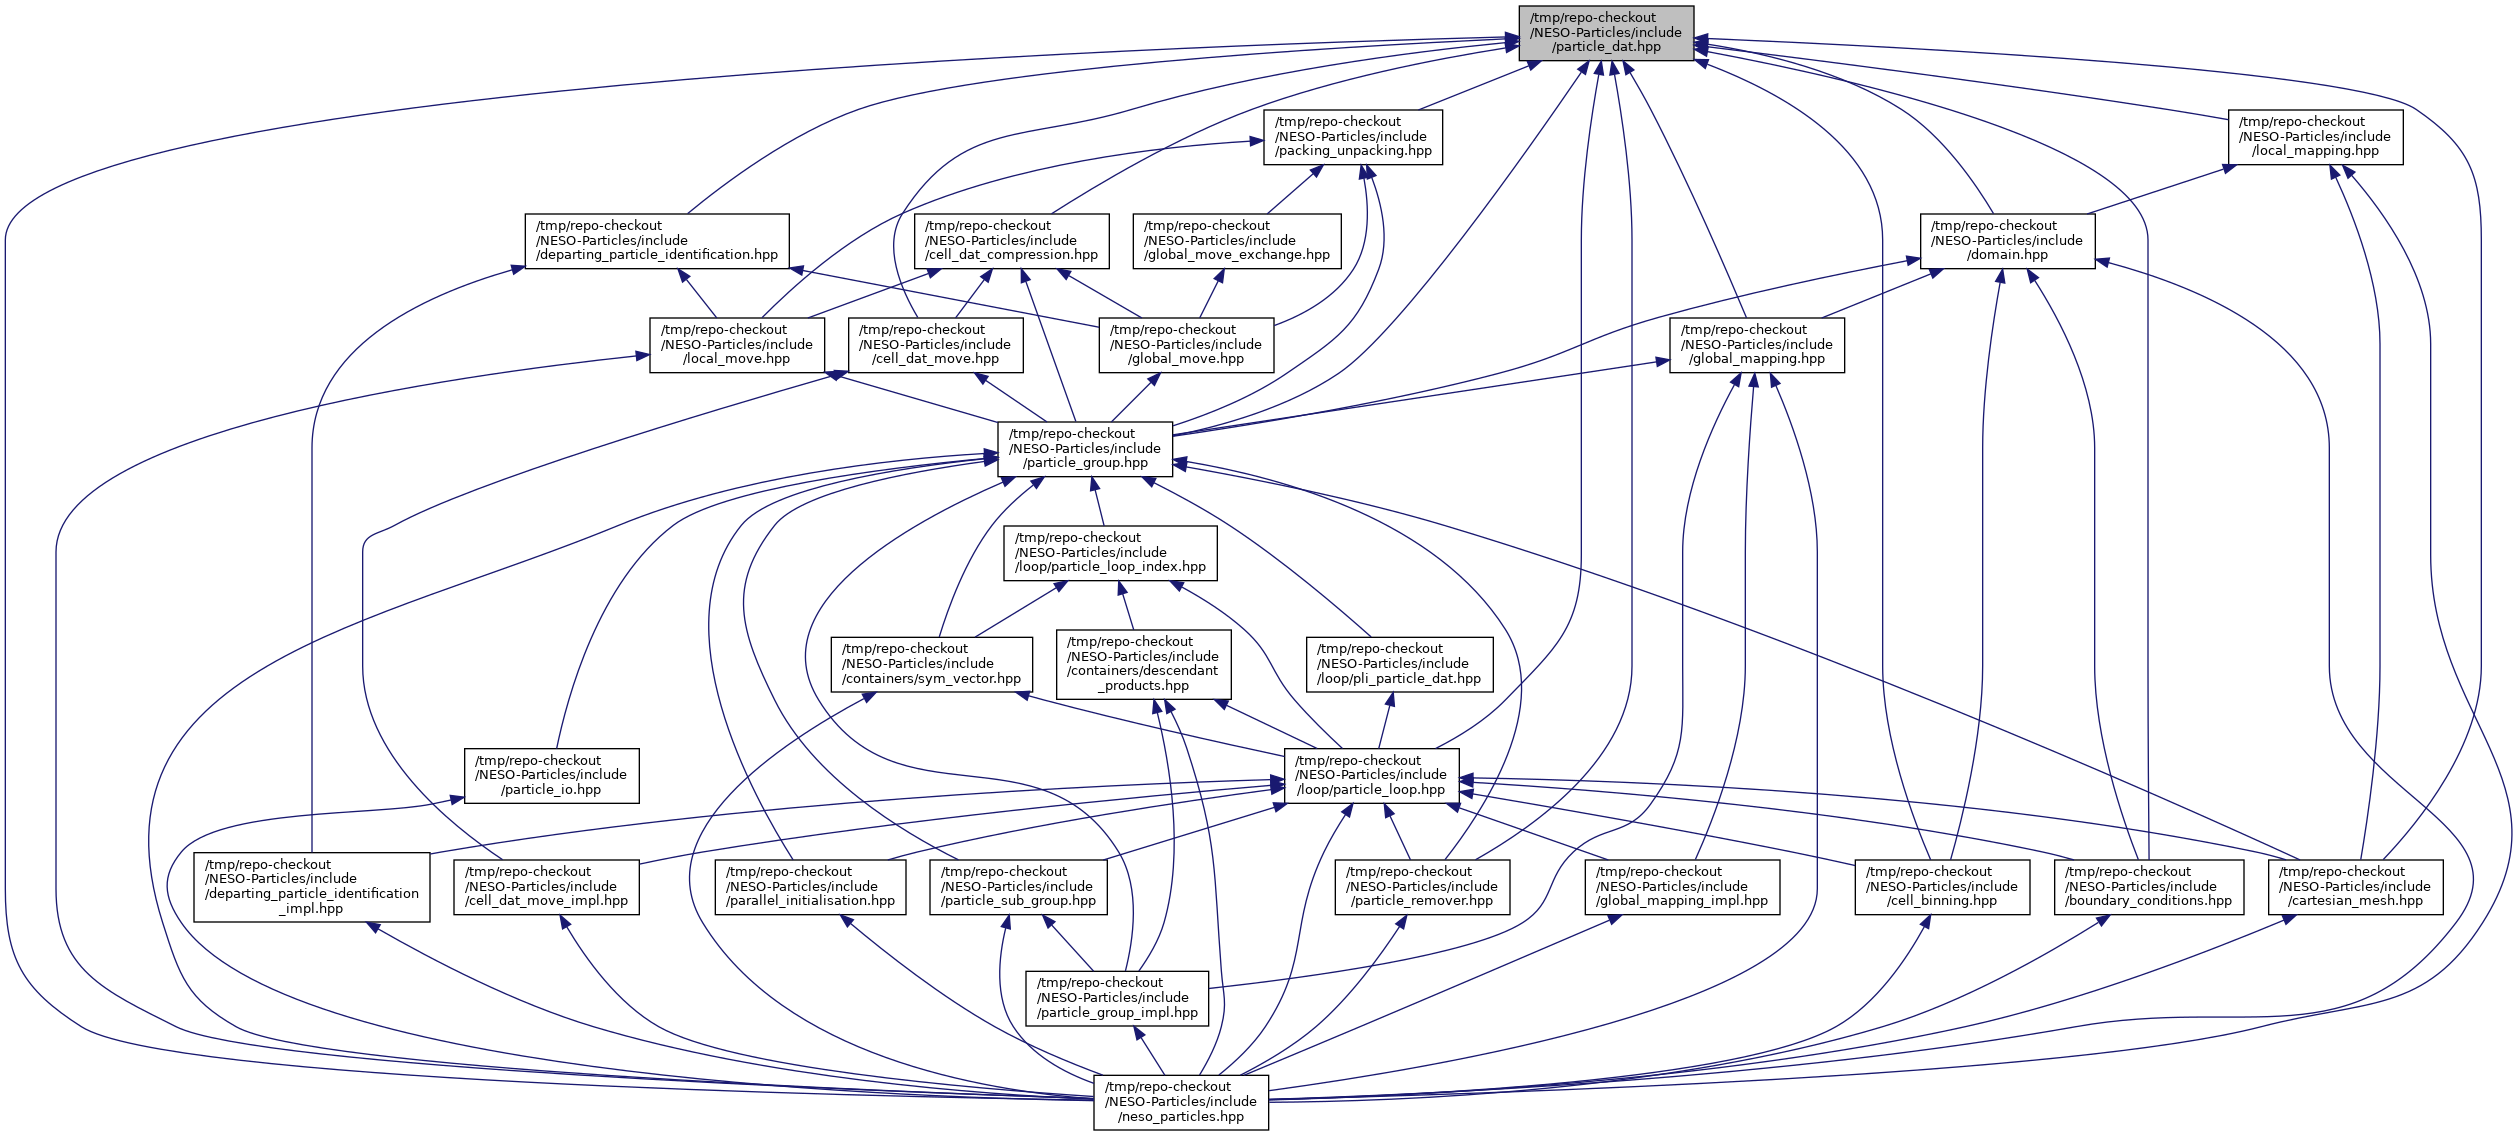 /tmp/repo-checkout
/NESO-Particles/include
/particle_dat.hpp
/tmp/repo-checkout
/NESO-Particles/include
/packing_unpacking.hpp
/tmp/repo-checkout
/NESO-Particles/include
/local_mapping.hpp
/tmp/repo-checkout
/NESO-Particles/include
/departing_particle_identification.hpp
/tmp/repo-checkout
/NESO-Particles/include
/cell_dat_compression.hpp
/tmp/repo-checkout
/NESO-Particles/include
/global_move_exchange.hpp
/tmp/repo-checkout
/NESO-Particles/include
/domain.hpp
/tmp/repo-checkout
/NESO-Particles/include
/local_move.hpp
/tmp/repo-checkout
/NESO-Particles/include
/cell_dat_move.hpp
/tmp/repo-checkout
/NESO-Particles/include
/global_move.hpp
/tmp/repo-checkout
/NESO-Particles/include
/global_mapping.hpp
/tmp/repo-checkout
/NESO-Particles/include
/particle_group.hpp
/tmp/repo-checkout
/NESO-Particles/include
/loop/particle_loop_index.hpp
/tmp/repo-checkout
/NESO-Particles/include
/containers/sym_vector.hpp
/tmp/repo-checkout
/NESO-Particles/include
/containers/descendant
_products.hpp
/tmp/repo-checkout
/NESO-Particles/include
/loop/pli_particle_dat.hpp
/tmp/repo-checkout
/NESO-Particles/include
/particle_io.hpp
/tmp/repo-checkout
/NESO-Particles/include
/loop/particle_loop.hpp
/tmp/repo-checkout
/NESO-Particles/include
/departing_particle_identification
_impl.hpp
/tmp/repo-checkout
/NESO-Particles/include
/cell_dat_move_impl.hpp
/tmp/repo-checkout
/NESO-Particles/include
/parallel_initialisation.hpp
/tmp/repo-checkout
/NESO-Particles/include
/particle_sub_group.hpp
/tmp/repo-checkout
/NESO-Particles/include
/particle_remover.hpp
/tmp/repo-checkout
/NESO-Particles/include
/global_mapping_impl.hpp
/tmp/repo-checkout
/NESO-Particles/include
/cell_binning.hpp
/tmp/repo-checkout
/NESO-Particles/include
/boundary_conditions.hpp
/tmp/repo-checkout
/NESO-Particles/include
/cartesian_mesh.hpp
/tmp/repo-checkout
/NESO-Particles/include
/particle_group_impl.hpp
/tmp/repo-checkout
/NESO-Particles/include
/neso_particles.hpp